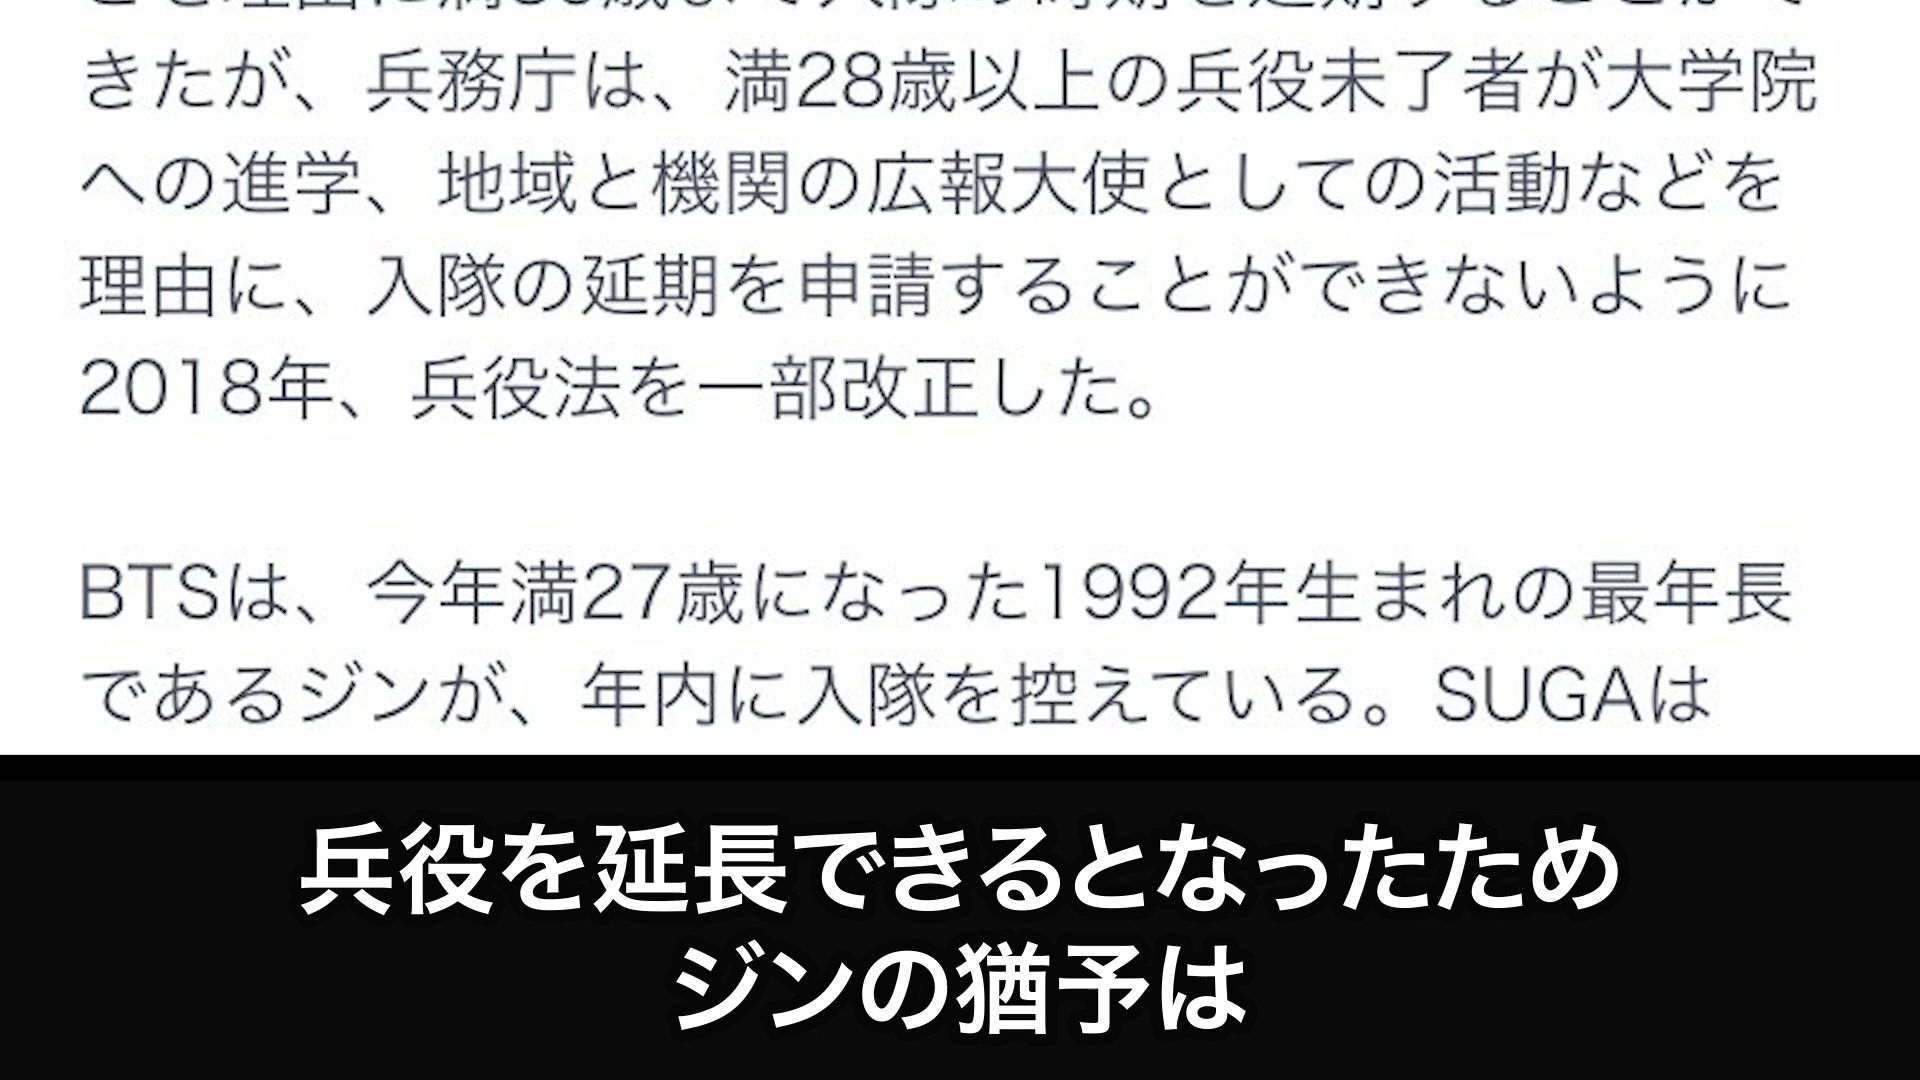 きたが、兵務庁は、満28歳以上の兵役未了者が大学院
への進学、地域と機関の広報大使としての活動などを
理由に、入隊の延期を申請することができないように
2018年、兵役法を一部改正した。
BTSは、今年満27歳になった1992年生まれの最年長
であるジンが、年内に入隊を控えている。SUGAは
兵役を延長できるとなったため
ジンの猶予は